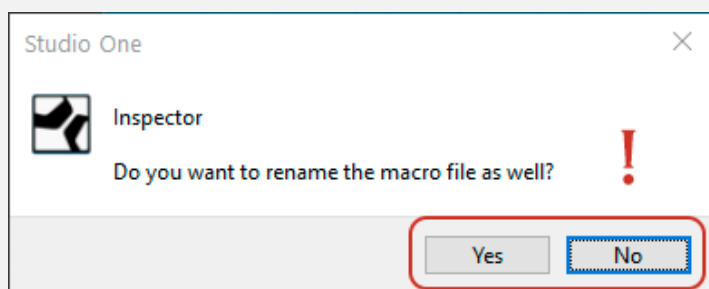 Studio One
Inspector
Do you want to rename the macro file as well?
!
Yes No